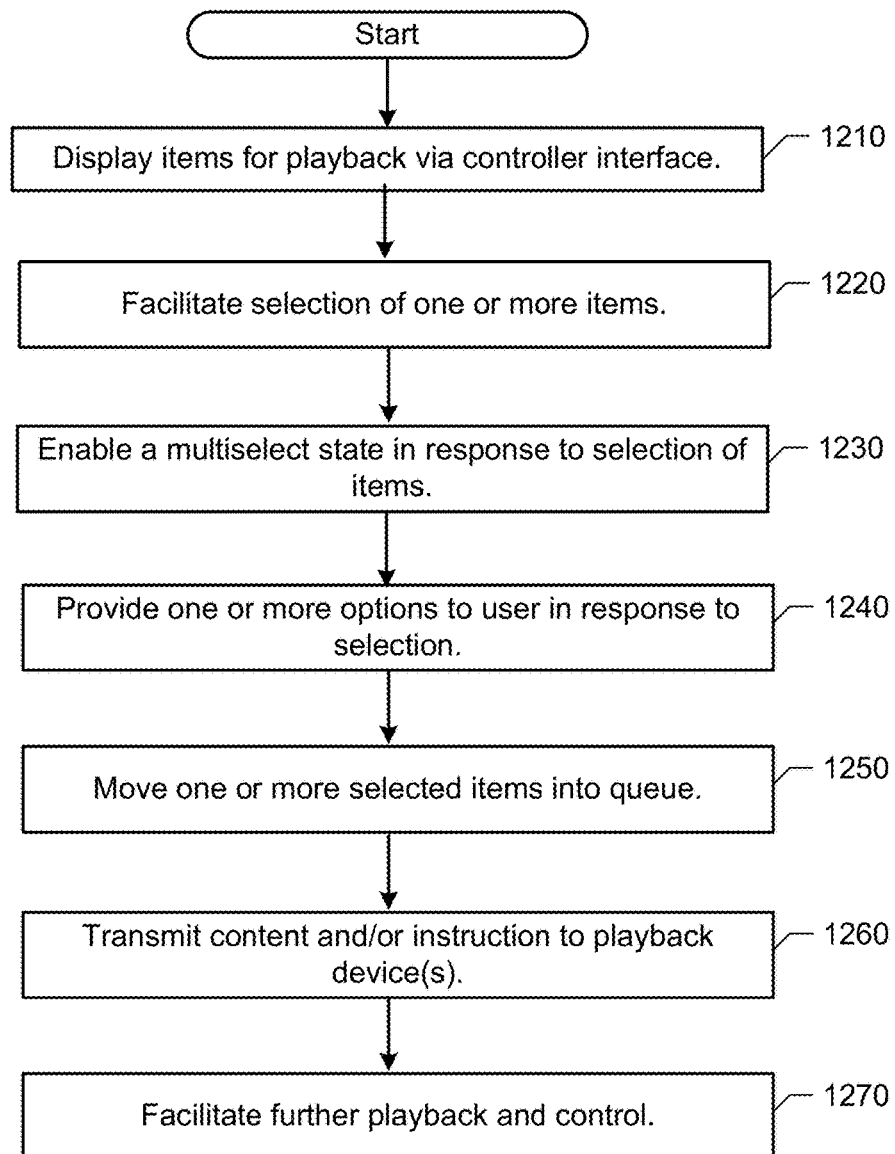 Start
Display items for playback via controller interface.
1210
Facilitate selection of one or more items.
1220
Enable a multiselect state in response to selection of
items.
1230
Provide one or more options to user in response to
selection.
1240
Move one or more selected items into queue.
1250
Transmit content and/or instruction to playback
device(s).
1260
Facilitate further playback and control.
1270